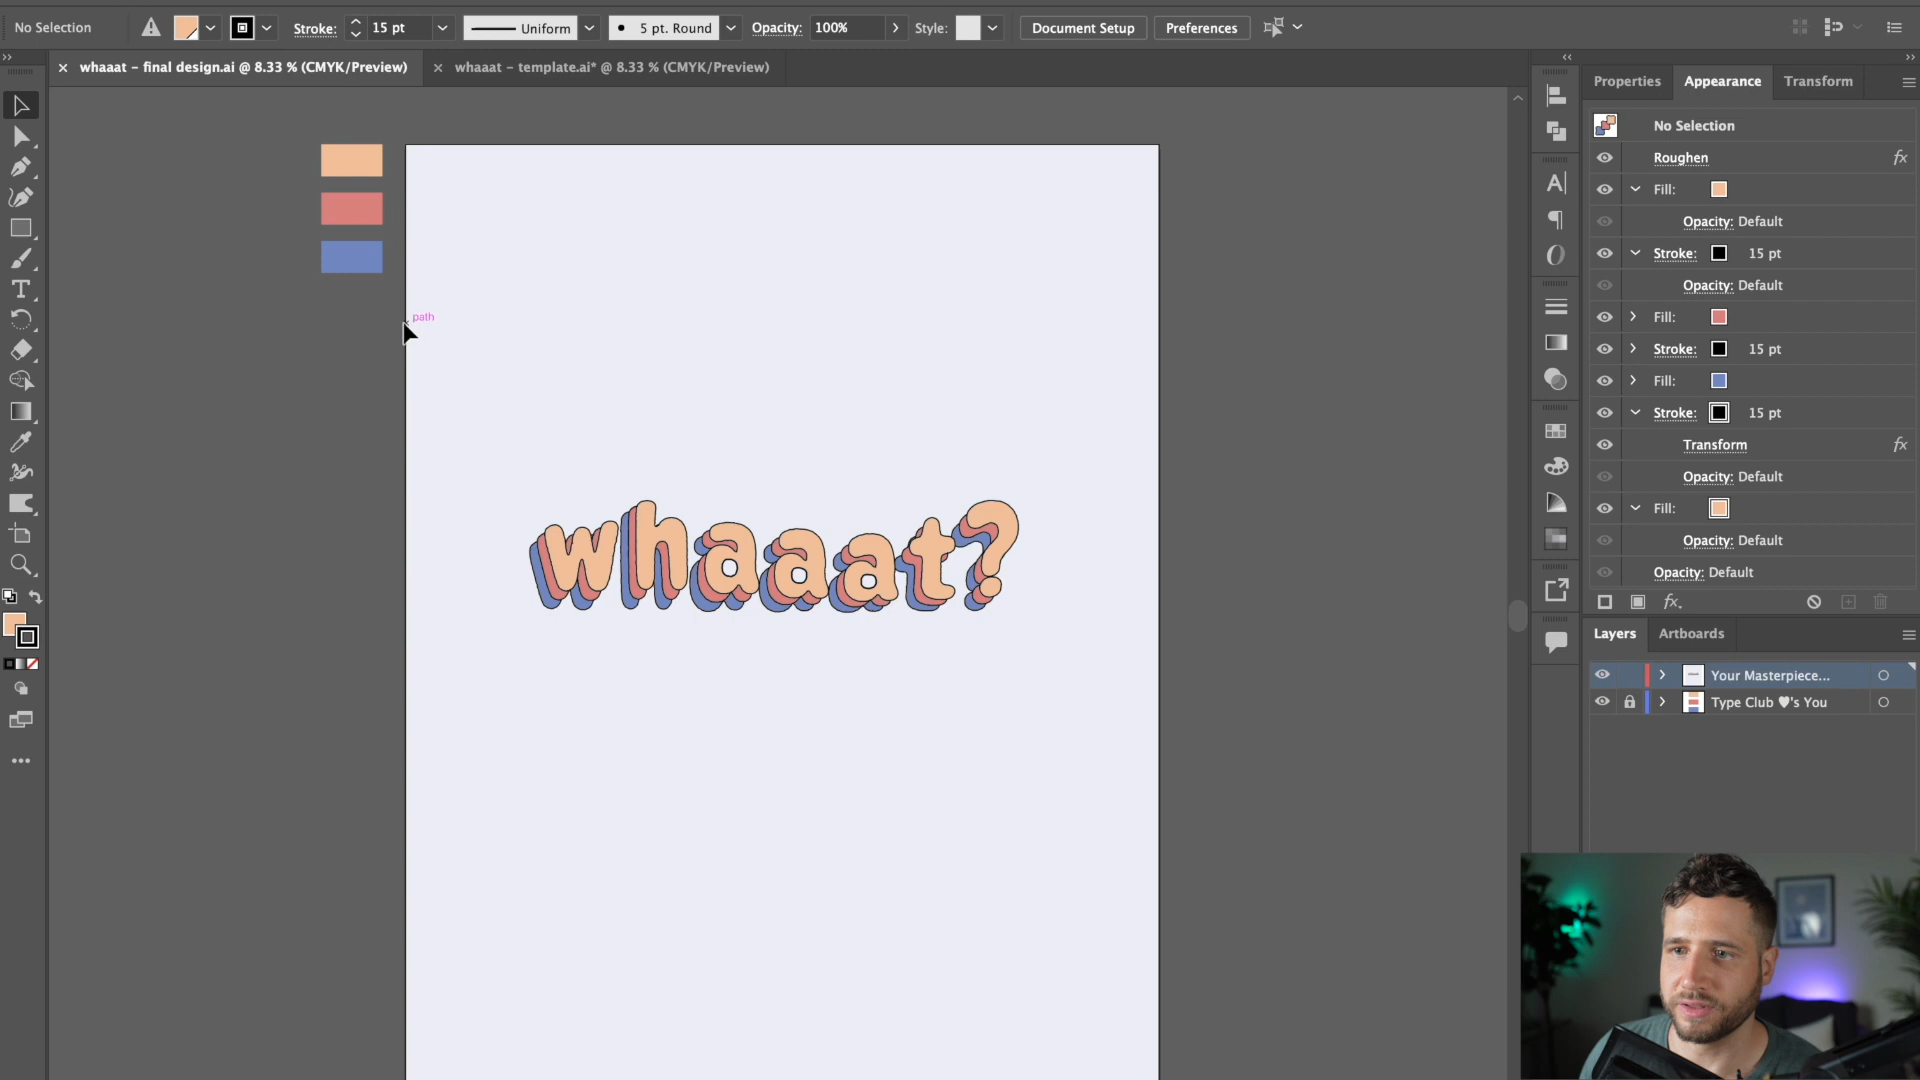 No Selection
Stroke:
15 pt
Uniform
5 pt. Round
Opacity:
100%
Style:
Document Setup
Preferences
whaaat – final design.ai @ 8.33 % (CMYK/Preview)
whaaat – template.ai* @ 8.33 % (CMYK/Preview)
Properties
Appearance
Transform
No Selection
Roughen
fx
Fill:
Opacity: Default
Stroke:
15 pt
Opacity: Default
Fill:
Stroke:
15 pt
Fill:
Stroke:
15 pt
Transform
fx
Opacity: Default
Fill:
Opacity: Default
Opacity: Default
fx
Layers
Artboards
Your Masterpiece...
Type Club ♥'s You
path
whaaat?